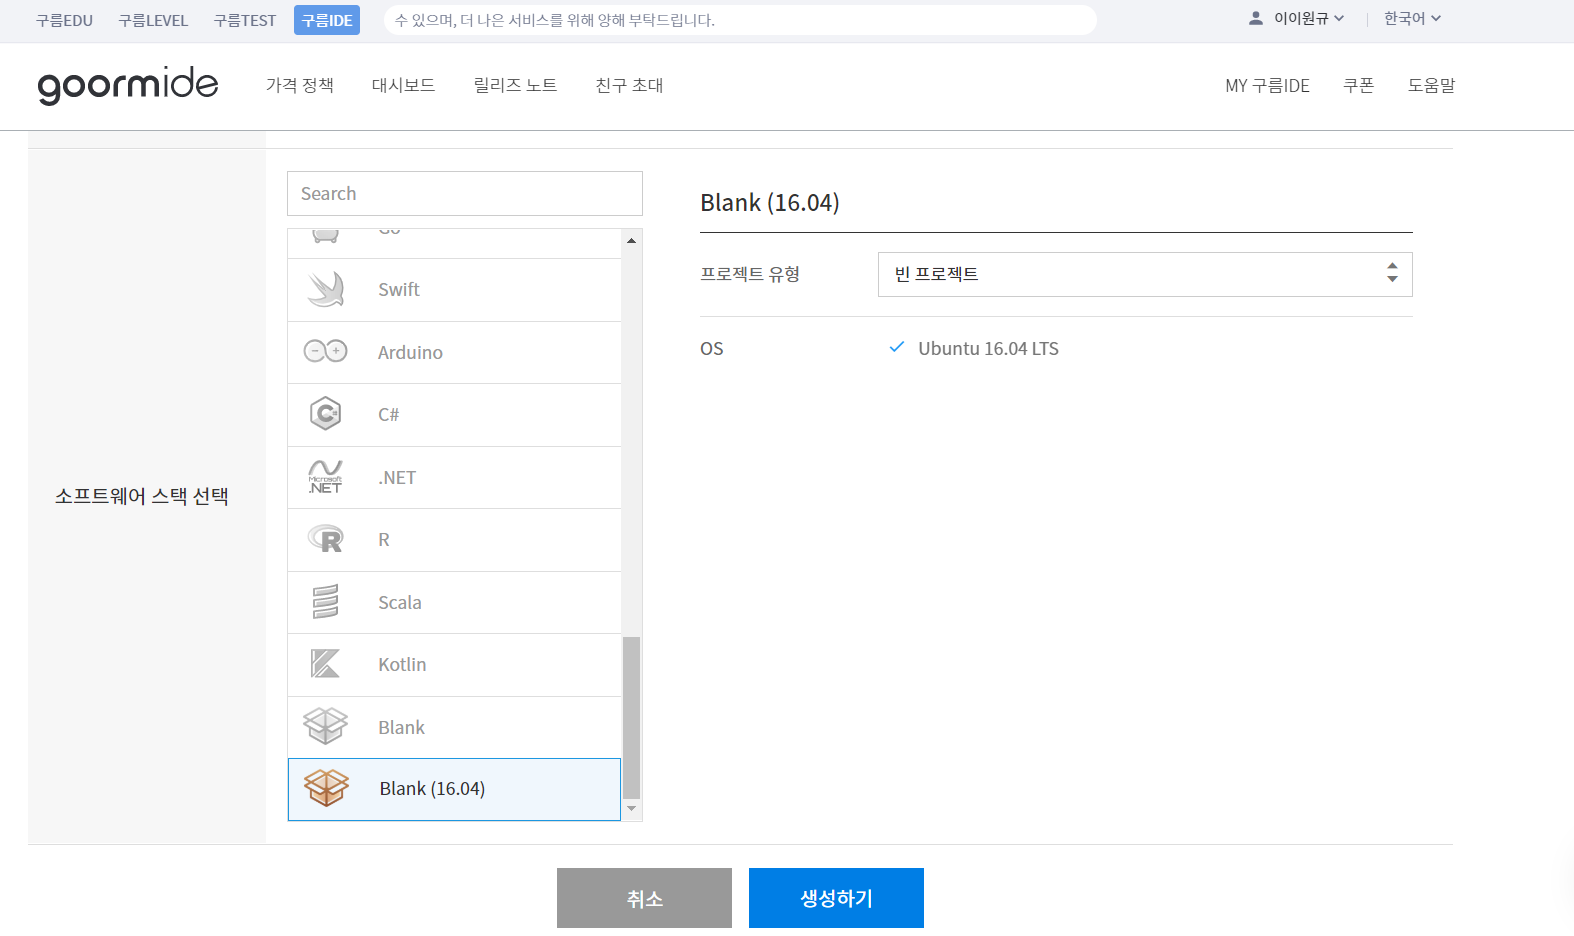 구름EDU 구름LEVEL 구름TEST 구름IDE 수 있으며, 더 나은 서비스를 위해 양해 부탁드립니다. 이이원규 한국어
goormide 가격 정책 대시보드 릴리즈 노트 친구 초대 MY 구름IDE 쿠폰 도움말
소프트웨어 스택 선택
Search
Go
Swift
Arduino
C#
Microsoft .NET .NET
R
Scala
Kotlin
Blank
Blank (16.04)
Blank (16.04)
프로젝트 유형 빈 프로젝트
OS Ubuntu 16.04 LTS
취소 생성하기